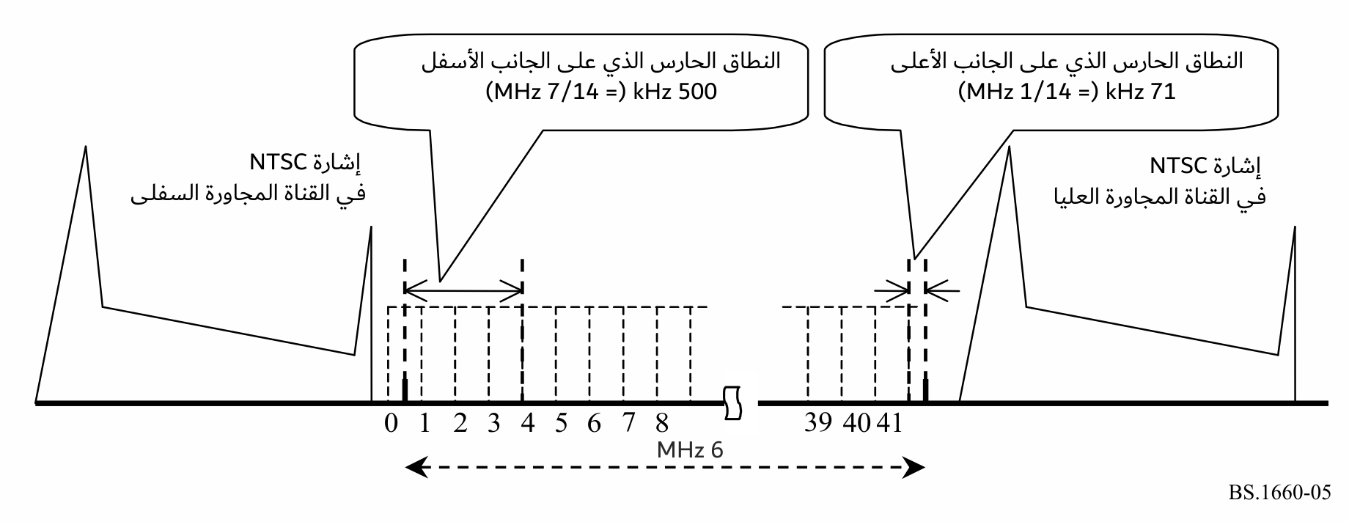 النطاق الحارس الذي على الجانب الأسفل
(MHz 7/14 =) kHz 500
النطاق الحارس الذي على الجانب الأعلى
(MHz 1/14 =) kHz 71
إشارة NTSC
في القناة المجاورة السفلى
إشارة NTSC
في القناة المجاورة العليا
0 1 2 3 4 5 6 7 8 39 40 41
MHz 6
BS.1660-05